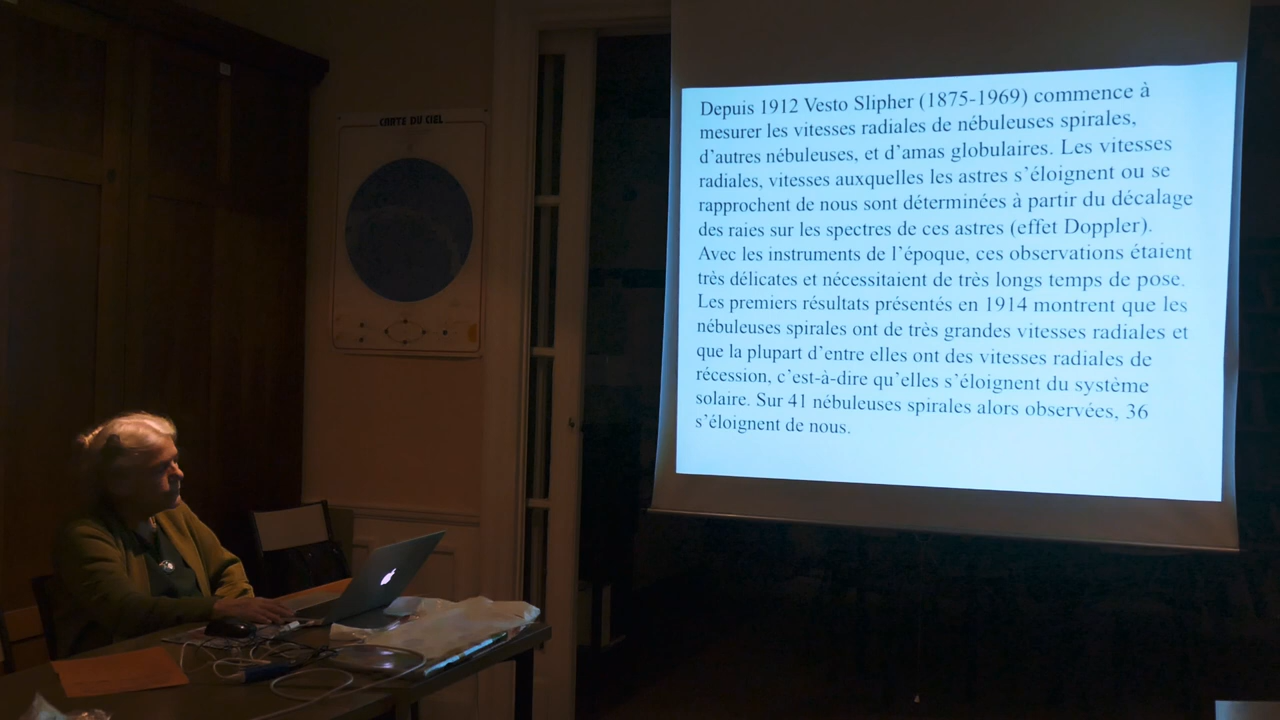 CARTE DU CIEL
Depuis 1912 Vesto Slipher (1875-1969) commence à
mesurer les vitesses radiales de nébuleuses spirales,
d’autres nébuleuses, et d’amas globulaires. Les vitesses
radiales, vitesses auxquelles les astres s’éloignent ou se
rapprochent de nous sont déterminées à partir du décalage
des raies sur les spectres de ces astres (effet Doppler).
Avec les instruments de l’époque, ces observations étaient
très délicates et nécessitaient de très longs temps de pose.
Les premiers résultats présentés en 1914 montrent que les
nébuleuses spirales ont de très grandes vitesses radiales et
que la plupart d’entre elles ont des vitesses radiales de
récession, c’est-à-dire qu’elles s’éloignent du système
solaire. Sur 41 nébuleuses spirales alors observées, 36
s’éloignent de nous.